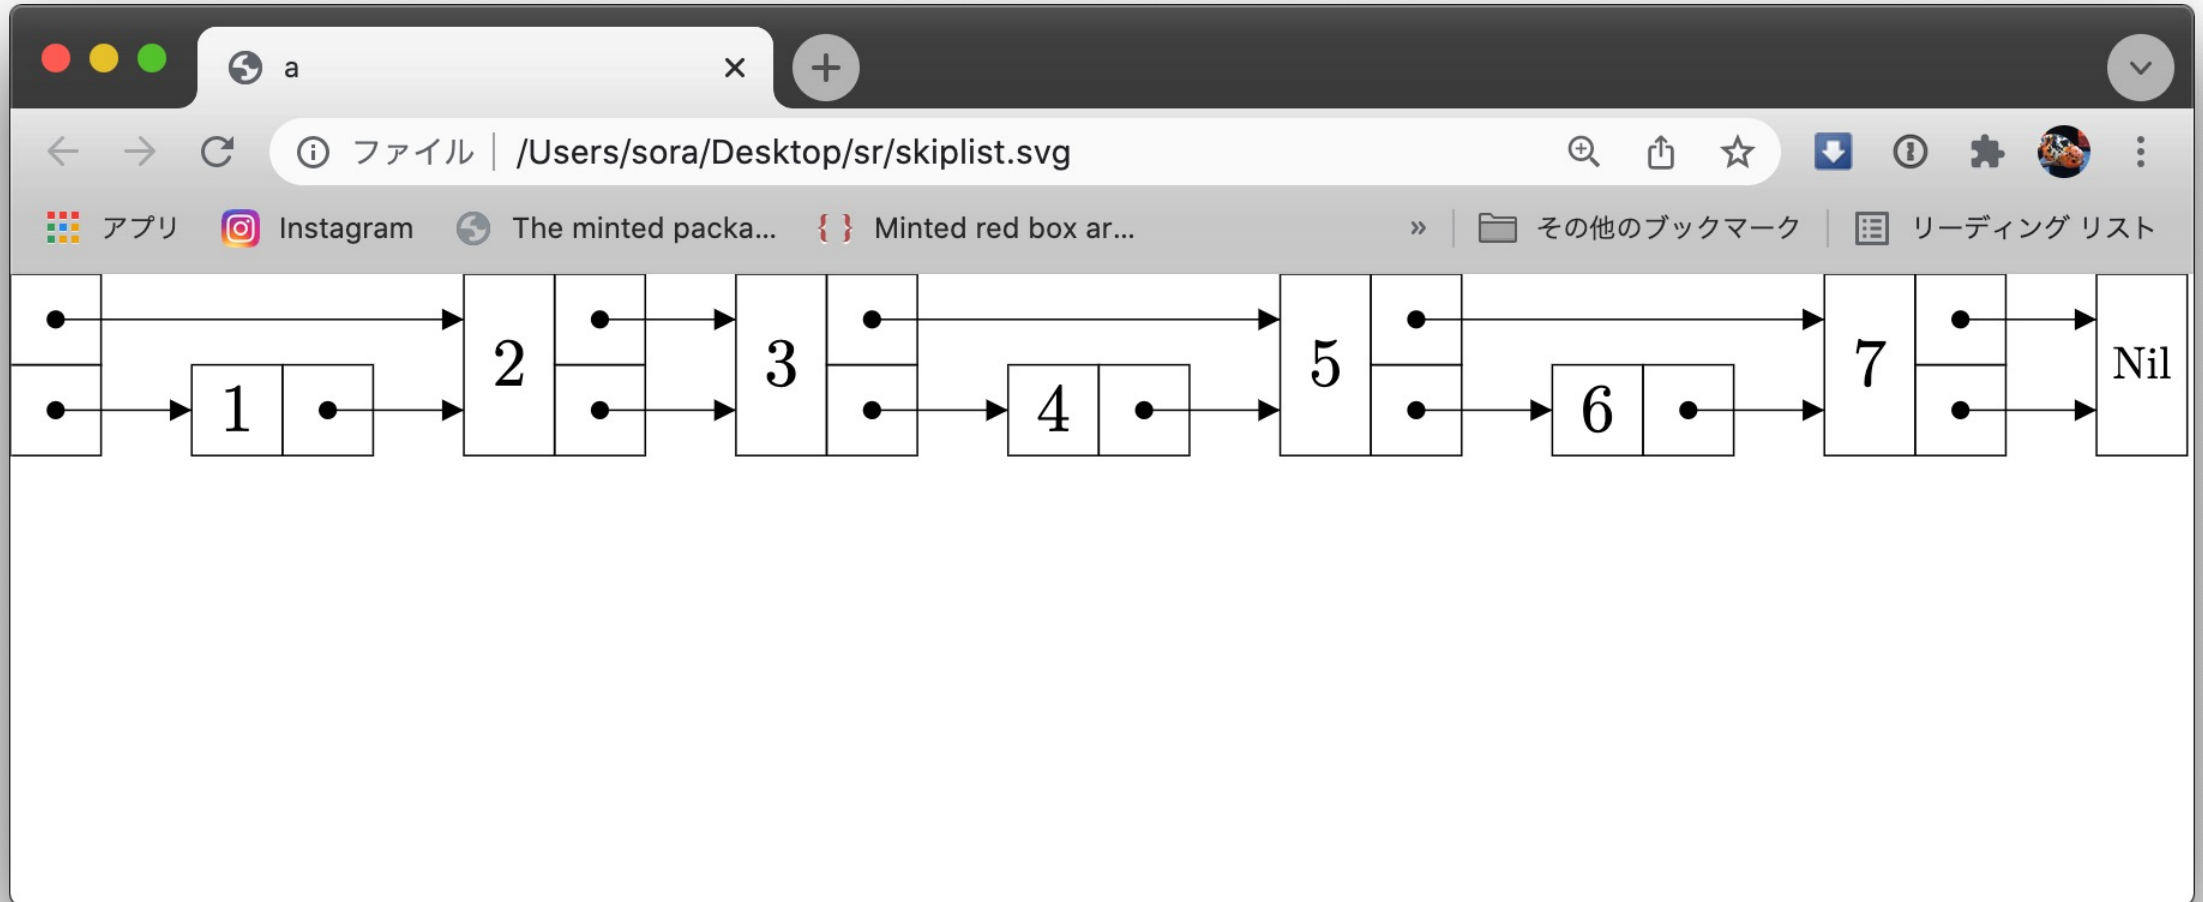 a
ファイル /Users/sora/Desktop/sr/skiplist.svg
アプリ Instagram The minted packa... Minted red box ar... » その他のブックマーク リーディング リスト
2 3 5 7 Nil
1 4 6